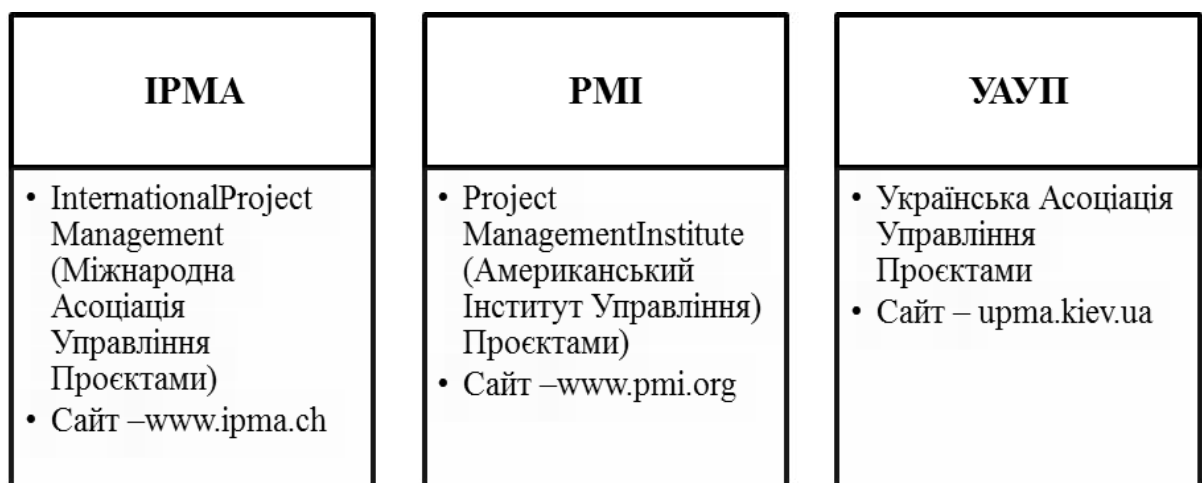 IPMA
• InternationalProject
Management
(Міжнародна
Асоціація
Управління
Проєктами)
• Сайт –www.ipma.ch
PMI
• Project
ManagementInstitute
(Американський
Інститут Управління)
Проєктами)
• Сайт –www.pmi.org
УАУП
• Українська Асоціація
Управління
Проєктами
• Сайт – upma.kiev.ua